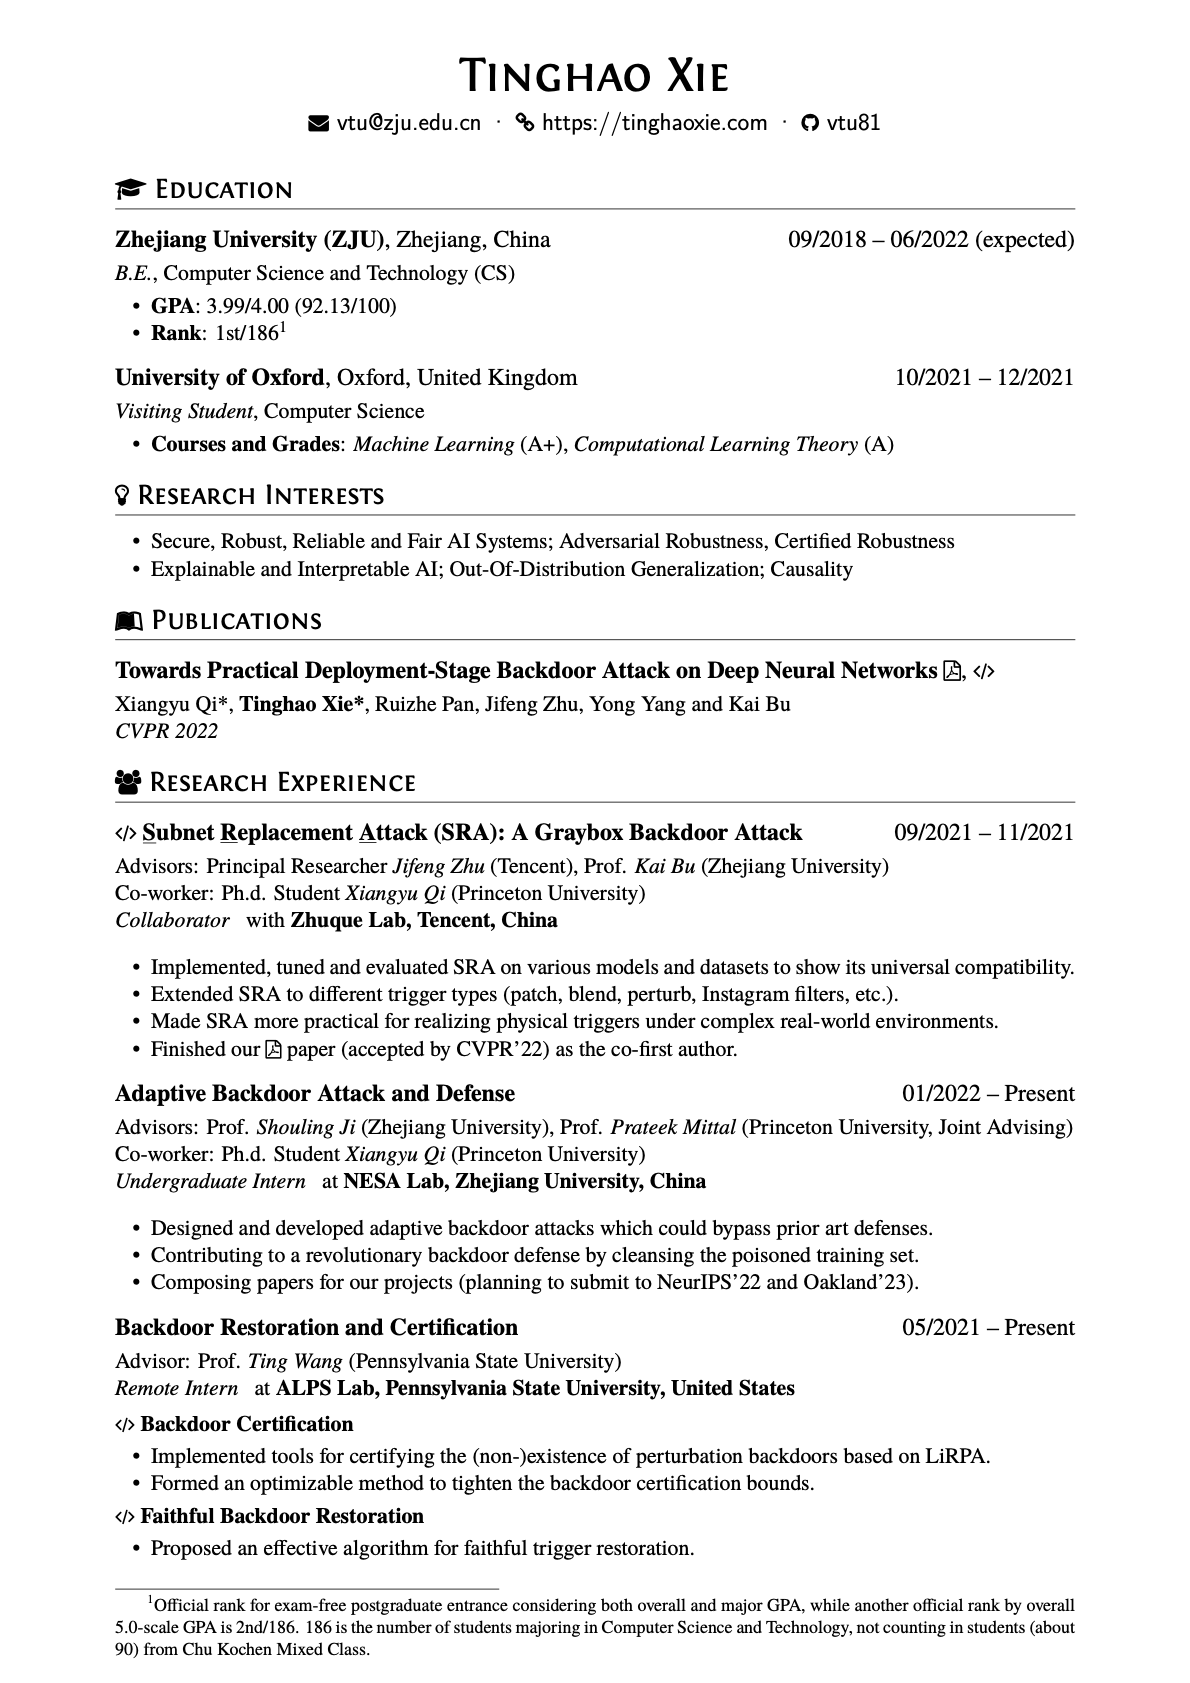 Tinghao Xie
vtu@zju.edu.cn · https://tinghaoxie.com · vtu81
Education
Zhejiang University (ZJU), Zhejiang, China 09/2018 – 06/2022 (expected)
B.E., Computer Science and Technology (CS)
• GPA: 3.99/4.00 (92.13/100)
• Rank: 1st/186¹
University of Oxford, Oxford, United Kingdom 10/2021 – 12/2021
Visiting Student, Computer Science
• Courses and Grades: Machine Learning (A+), Computational Learning Theory (A)
Research Interests
• Secure, Robust, Reliable and Fair AI Systems; Adversarial Robustness, Certified Robustness
• Explainable and Interpretable AI; Out-Of-Distribution Generalization; Causality
Publications
Towards Practical Deployment-Stage Backdoor Attack on Deep Neural Networks , </>
Xiangyu Qi*, Tinghao Xie*, Ruizhe Pan, Jifeng Zhu, Yong Yang and Kai Bu
CVPR 2022
Research Experience
</> Subnet Replacement Attack (SRA): A Graybox Backdoor Attack 09/2021 – 11/2021
Advisors: Principal Researcher Jifeng Zhu (Tencent), Prof. Kai Bu (Zhejiang University)
Co-worker: Ph.d. Student Xiangyu Qi (Princeton University)
Collaborator with Zhuque Lab, Tencent, China
• Implemented, tuned and evaluated SRA on various models and datasets to show its universal compatibility.
• Extended SRA to different trigger types (patch, blend, perturb, Instagram filters, etc.).
• Made SRA more practical for realizing physical triggers under complex real-world environments.
• Finished our paper (accepted by CVPR'22) as the co-first author.
Adaptive Backdoor Attack and Defense 01/2022 – Present
Advisors: Prof. Shouling Ji (Zhejiang University), Prof. Prateek Mittal (Princeton University, Joint Advising)
Co-worker: Ph.d. Student Xiangyu Qi (Princeton University)
Undergraduate Intern at NESA Lab, Zhejiang University, China
• Designed and developed adaptive backdoor attacks which could bypass prior art defenses.
• Contributing to a revolutionary backdoor defense by cleansing the poisoned training set.
• Composing papers for our projects (planning to submit to NeurIPS'22 and Oakland'23).
Backdoor Restoration and Certification 05/2021 – Present
Advisor: Prof. Ting Wang (Pennsylvania State University)
Remote Intern at ALPS Lab, Pennsylvania State University, United States
</> Backdoor Certification
• Implemented tools for certifying the (non-)existence of perturbation backdoors based on LiRPA.
• Formed an optimizable method to tighten the backdoor certification bounds.
</> Faithful Backdoor Restoration
• Proposed an effective algorithm for faithful trigger restoration.
¹Official rank for exam-free postgraduate entrance considering both overall and major GPA, while another official rank by overall
5.0-scale GPA is 2nd/186. 186 is the number of students majoring in Computer Science and Technology, not counting in students (about
90) from Chu Kochen Mixed Class.